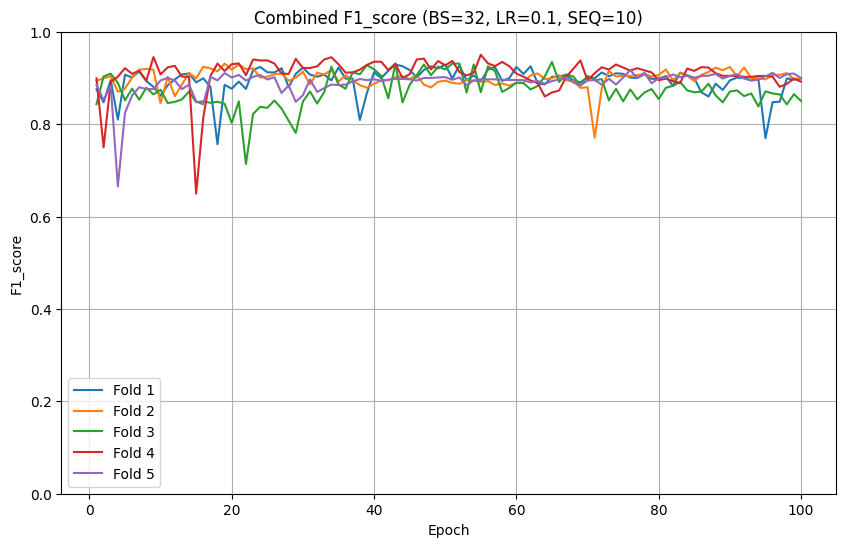 Combined F1_score (BS=32, LR=0.1, SEQ=10)
F1_score
1.0
0.8
0.6
0.4
0.2
0.0
Fold 1
Fold 2
Fold 3
Fold 4
Fold 5
0 20 40 60 80 100
Epoch